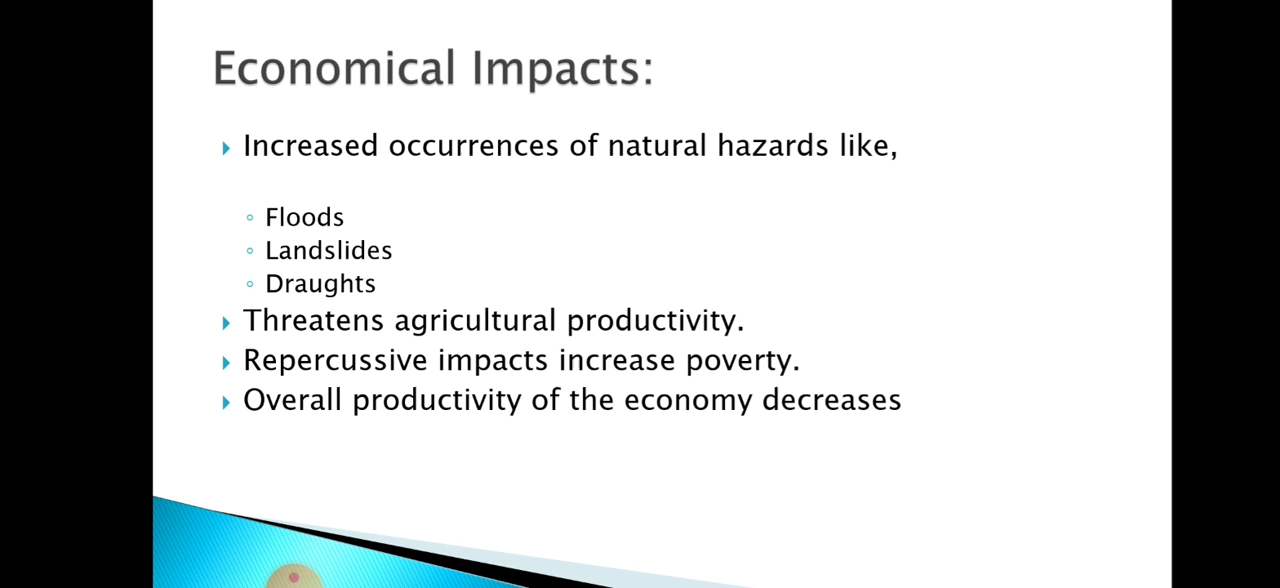 Economical Impacts:
Increased occurrences of natural hazards like,
Floods
Landslides
Draughts
Threatens agricultural productivity.
Repercussive impacts increase poverty.
Overall productivity of the economy decreases